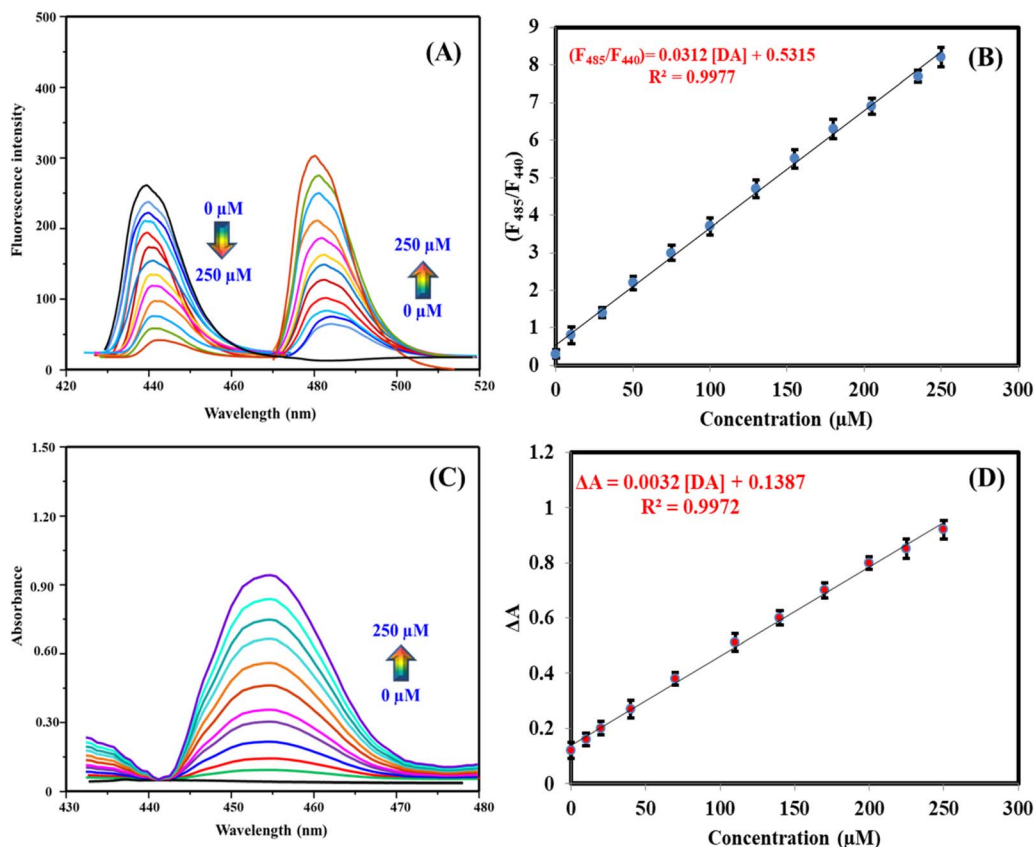 (A)
500
400
300
200
100
0
Fluorescence intensity
0 µM
250 µM
250 µM
0 µM
420 440 460 480 500 520
Wavelength (nm)
(B)
(F485/F440)= 0.0312 [DA] + 0.5315
R² = 0.9977
9
8
7
6
5
4
3
2
1
0
(F485/F440)
0 50 100 150 200 250 300
Concentration (µM)
(C)
1.50
1.20
0.90
0.60
0.30
0
Absorbance
250 µM
0 µM
430 440 450 460 470 480
Wavelength (nm)
(D)
ΔA = 0.0032 [DA] + 0.1387
R² = 0.9972
1.2
1
0.8
0.6
0.4
0.2
0
ΔA
0 50 100 150 200 250 300
Concentration (µM)